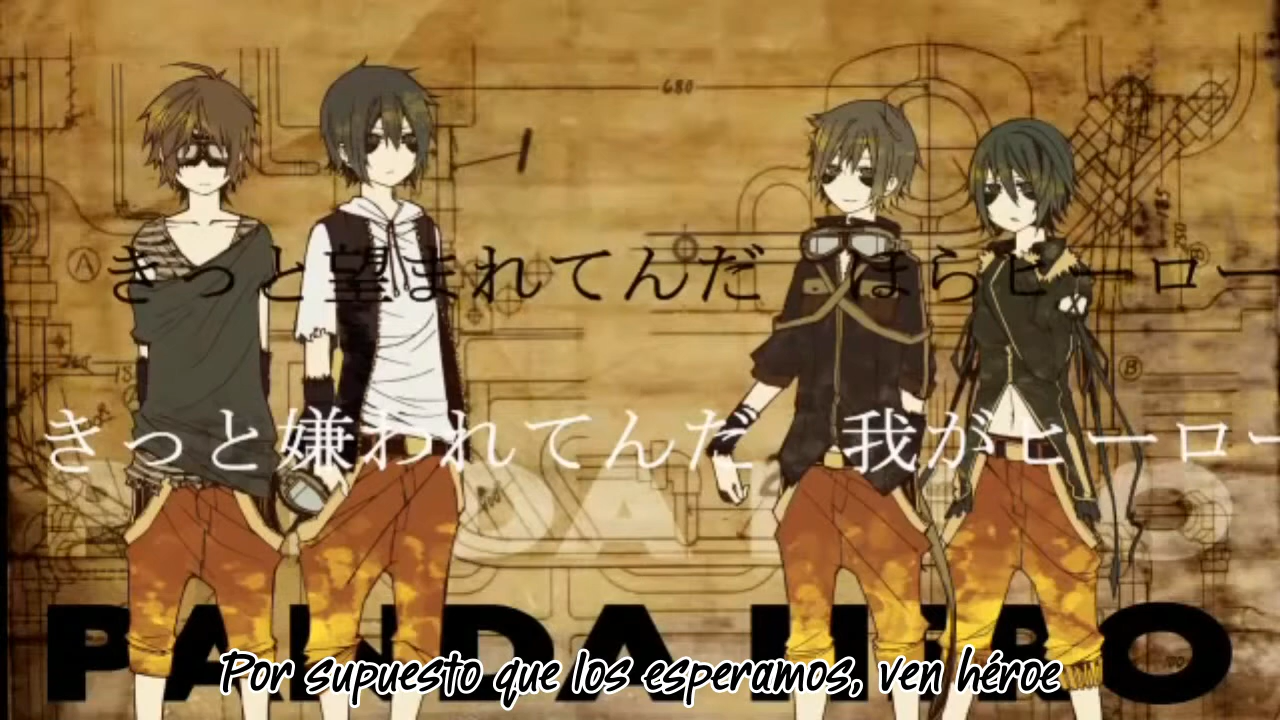 680
A
きっと望まれてんだ　ほらヒーロー
B
きっと嫌われてんだ　我がヒーロー
PANDA HERO
Por supuesto que los esperamos, ven héroe